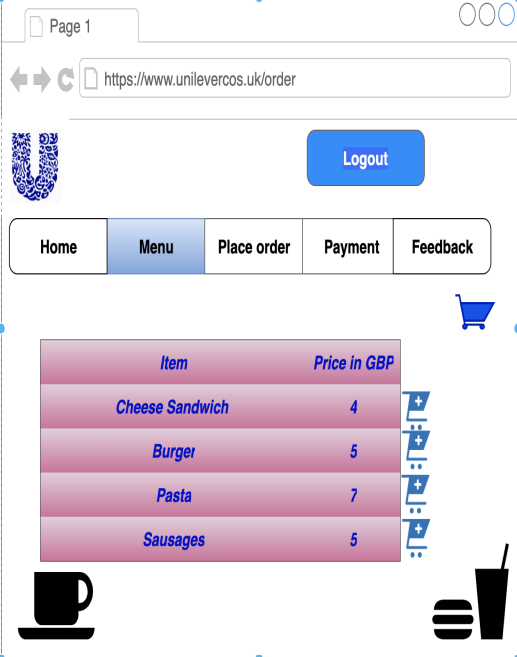 Page 1
https://www.unilevercos.uk/order
Logout
Home Menu Place order Payment Feedback
Item Price in GBP
Cheese Sandwich 4
Burger 5
Pasta 7
Sausages 5